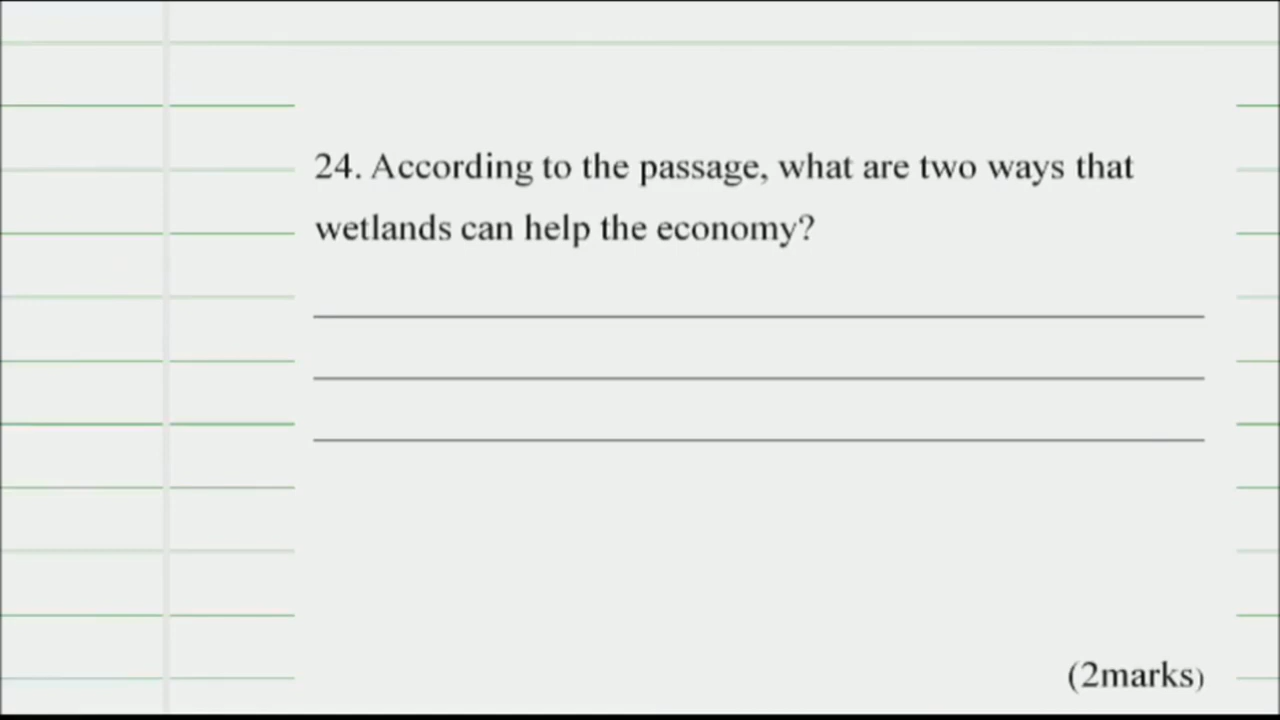 24. According to the passage, what are two ways that
wetlands can help the economy?
(2marks)